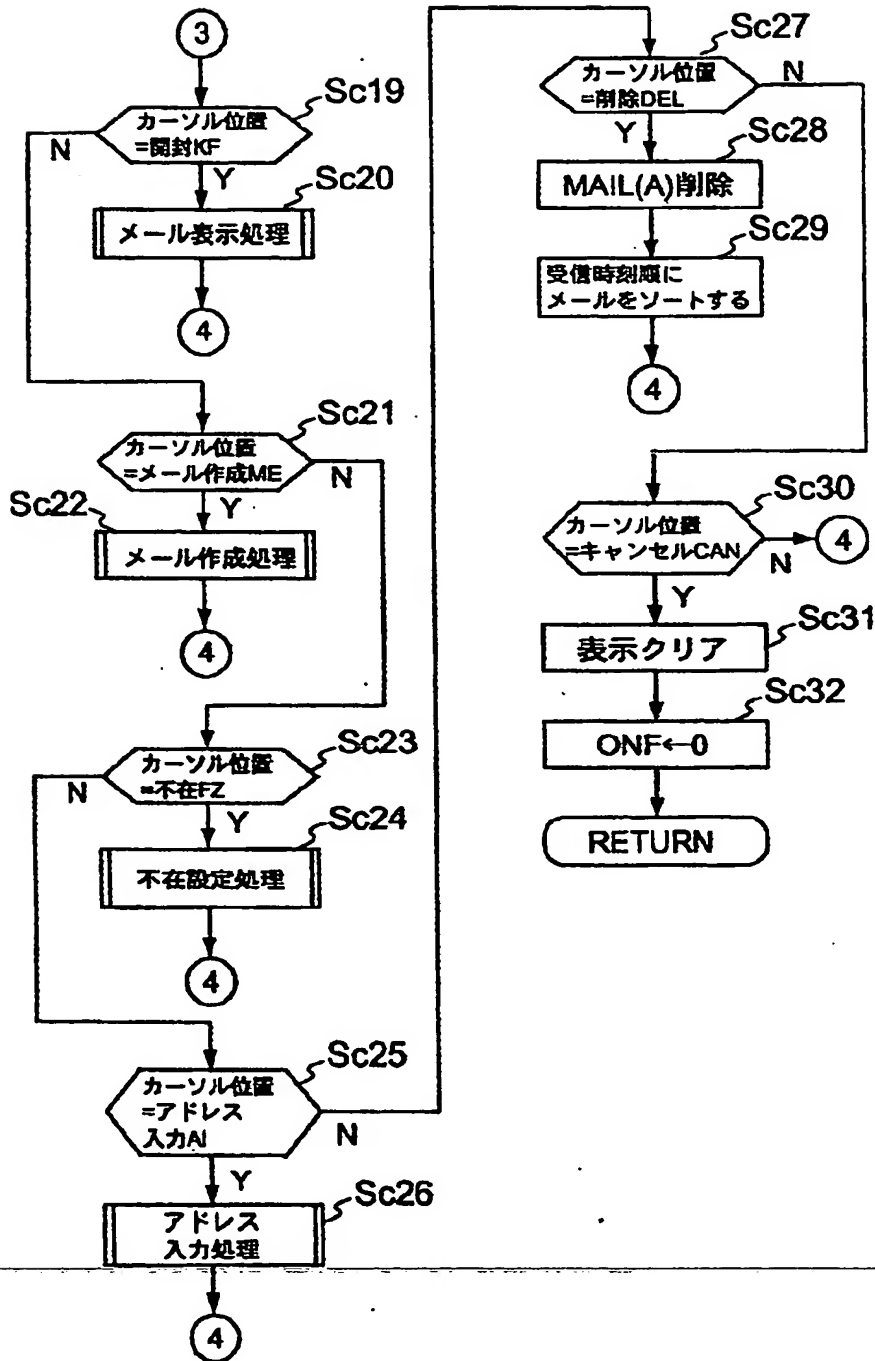 3
Sc19
カーソル位置
=開封KF
N
Y
Sc20
メール表示処理
4
Sc21
カーソル位置
=メール作成ME
N
Y
Sc22
メール作成処理
4
Sc23
カーソル位置
=不在FZ
N
Y
Sc24
不在設定処理
4
Sc25
カーソル位置
=アドレス
入力AI
N
Y
Sc26
アドレス
入力処理
4
Sc27
カーソル位置
=削除DEL
N
Y
Sc28
MAIL(A)削除
Sc29
受信時刻順に
メールをソートする
4
Sc30
カーソル位置
=キャンセルCAN
N
4
Y
Sc31
表示クリア
Sc32
ONF←0
RETURN